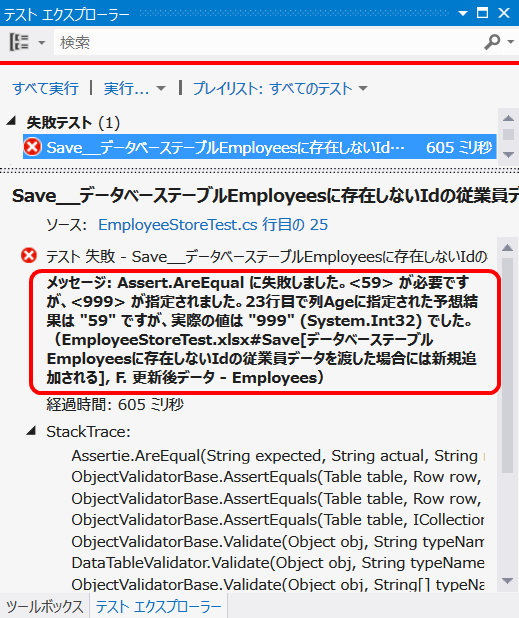 テスト エクスプローラー
検索
すべて実行 | 実行... | プレイリスト: すべてのテスト
失敗テスト (1)
Save__データベーステーブルEmployeesに存在しないId… 605 ミリ秒
Save__データベーステーブルEmployeesに存在しないIdの従業員デ
ソース: EmployeeStoreTest.cs 行目の 25
テスト 失敗 - Save__データベーステーブルEmployeesに存在しないIdの
メッセージ: Assert.AreEqual に失敗しました。<59> が必要です
が、<999> が指定されました。23行目で列Ageに指定された予想結
果は "59" ですが、実際の値は "999" (System.Int32) でした。
（EmployeeStoreTest.xlsx#Save[データベーステーブル
Employeesに存在しないIdの従業員データを渡した場合には新規追
加される], F. 更新後データ - Employees）
経過時間: 605 ミリ秒
StackTrace:
Assertie.AreEqual(String expected, String actual, String r
ObjectValidatorBase.AssertEquals(Table table, Row row,
ObjectValidatorBase.AssertEquals(Table table, Row row,
ObjectValidatorBase.AssertEquals(Table table, ICollection
ObjectValidatorBase.Validate(Object obj, String typeNam
DataTableValidator.Validate(Object obj, String typeName
ObjectValidatorBase.Validate(Object obj, String[] typeNa
ツールボックス テスト エクスプローラー